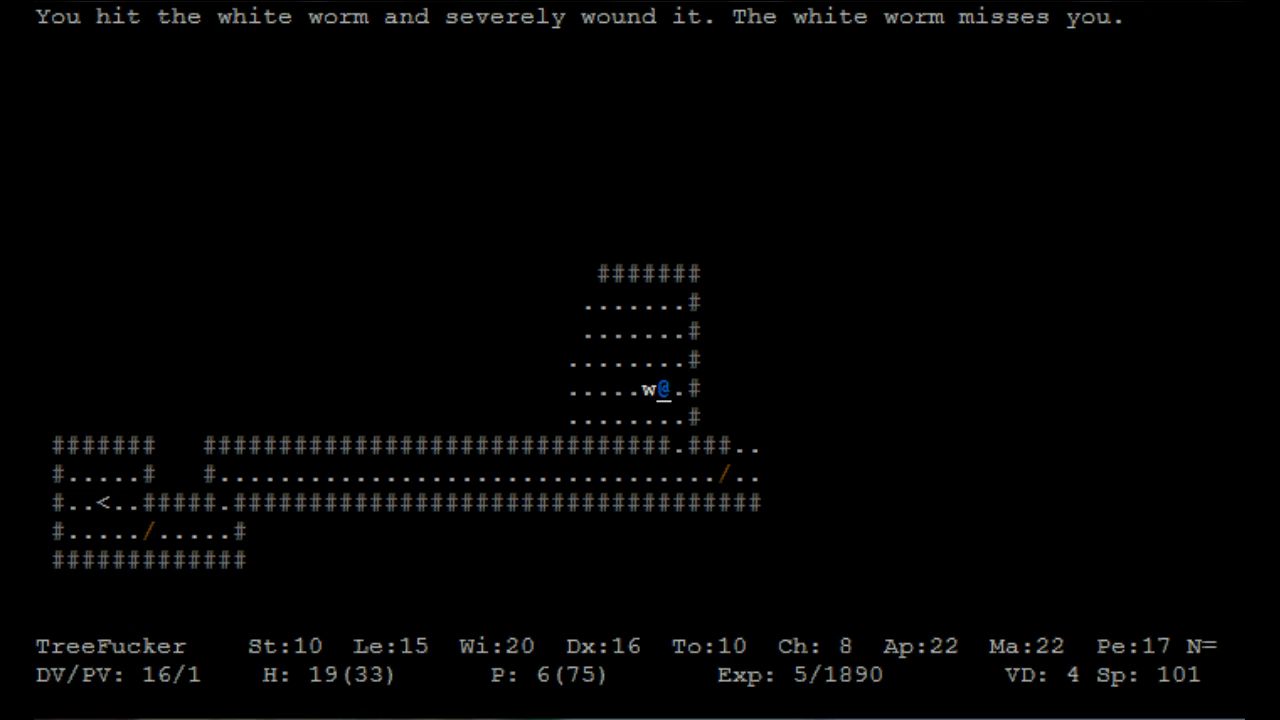 You hit the white worm and severely wound it. The white worm misses you.
#######
.......#
.......#
........#
.....w@.#
........#
#######   ################################.###..
#.....#   #................................./..
#..<..#####.###################################
#...../.....#
#############
TreeFucker St:10 Le:15 Wi:20 Dx:16 To:10 Ch: 8 Ap:22 Ma:22 Pe:17 N=
DV/PV: 16/1 H: 19(33) P: 6(75) Exp: 5/1890 VD: 4 Sp: 101